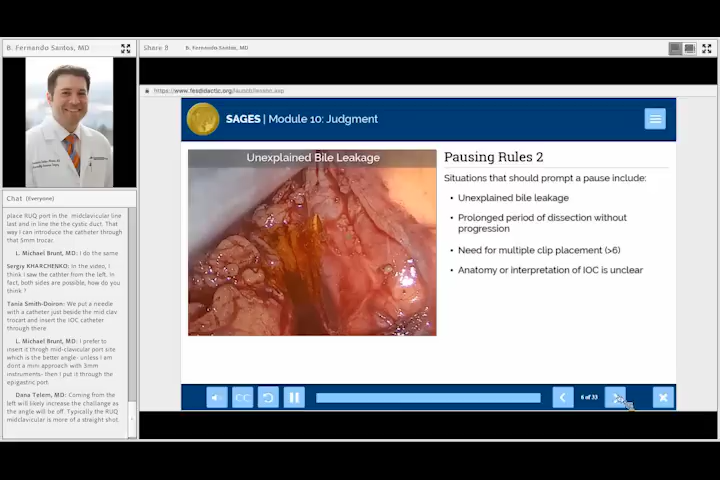 B. Fernando Santos, MD
Share 8
B. Fernando Santos, MD
https://www.fesdidactic.org/launch/lesson.asp
SAGES | Module 10: Judgment
Unexplained Bile Leakage
Pausing Rules 2
Situations that should prompt a pause include:
• Unexplained bile leakage
• Prolonged period of dissection without
progression
• Need for multiple clip placement (>6)
• Anatomy or interpretation of IOC is unclear
CC
6 of 33
Chat (Everyone)
place RUQ port in the midclavicular line
last and in line the the cystic duct. That
way I can introduce the catheter through
that 5mm trocar.
L. Michael Brunt, MD: I do the same
Sergiy KHARCHENKO: In the video, I
think I saw the cathter from the left. In
fact, both sides are possible, how do you
think ?
Tania Smith-Doiron: We put a needle
with a catheter just beside the mid clav
trocart and insert the IOC catheter
through there
L. Michael Brunt, MD: I prefer to
insert it throgh mid-clavicular port site
which is the better angle- unless I am
dont a mini approach with 3mm
instruments- then I put it through the
epigastric port
Dana Telem, MD: Coming from the
left will likely increase the challange as
the angle will be off. Typically the RUQ
midclavicular is more of a straight shot.